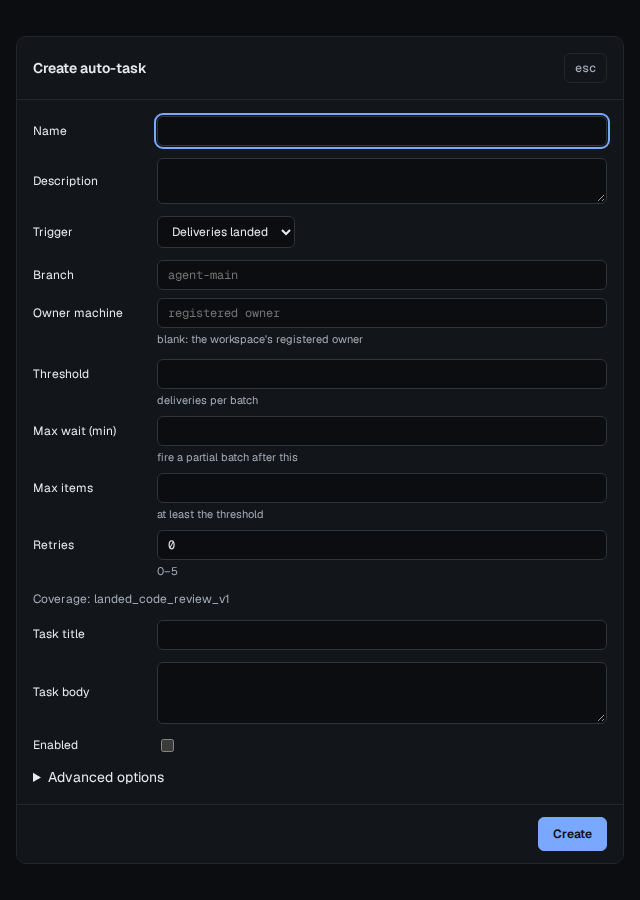 Create auto-task
esc
Name
Description
Trigger
Deliveries landed
Branch
agent-main
Owner machine
registered owner
blank: the workspace's registered owner
Threshold
deliveries per batch
Max wait (min)
fire a partial batch after this
Max items
at least the threshold
Retries
0
0–5
Coverage: landed_code_review_v1
Task title
Task body
Enabled
Advanced options
Create